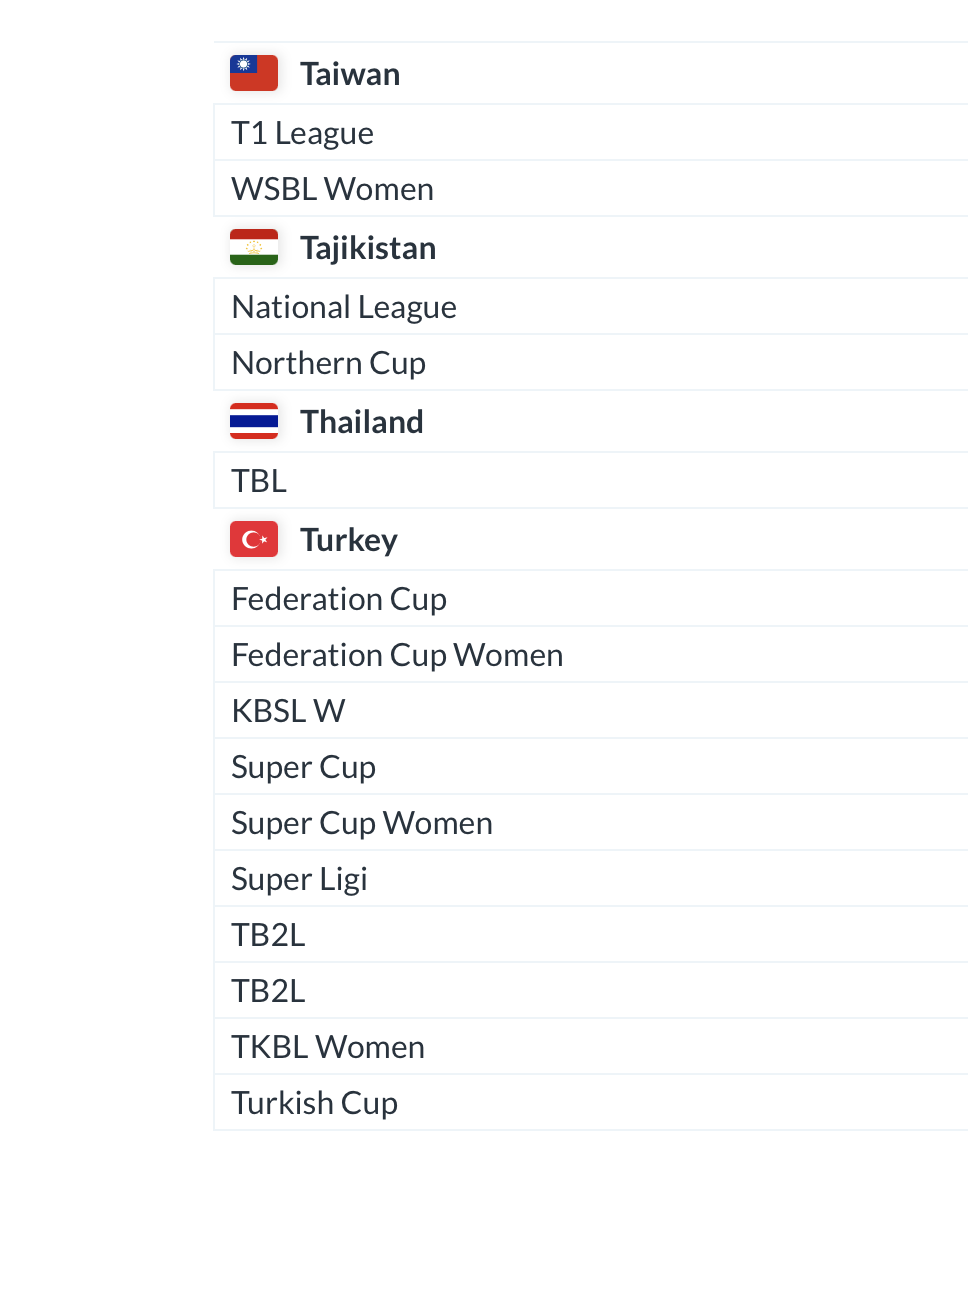 Taiwan
T1 League
WSBL Women
Tajikistan
National League
Northern Cup
Thailand
TBL
Turkey
Federation Cup
Federation Cup Women
KBSL W
Super Cup
Super Cup Women
Super Ligi
TB2L
TB2L
TKBL Women
Turkish Cup